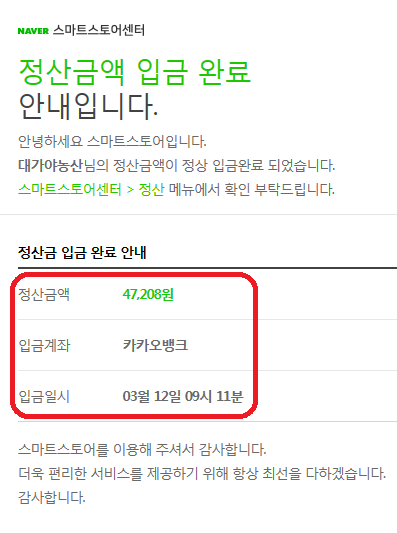 NAVER 스마트스토어센터
정산금액 입금 완료
안내입니다.
안녕하세요 스마트스토어입니다.
대가야농산님의 정산금액이 정상 입금완료 되었습니다.
스마트스토어센터 > 정산 메뉴에서 확인 부탁드립니다.
정산금 입금 완료 안내
정산금액 47,208원
입금계좌 카카오뱅크
입금일시 03월 12일 09시 11분
스마트스토어를 이용해 주셔서 감사합니다.
더욱 편리한 서비스를 제공하기 위해 항상 최선을 다하겠습니다.
감사합니다.